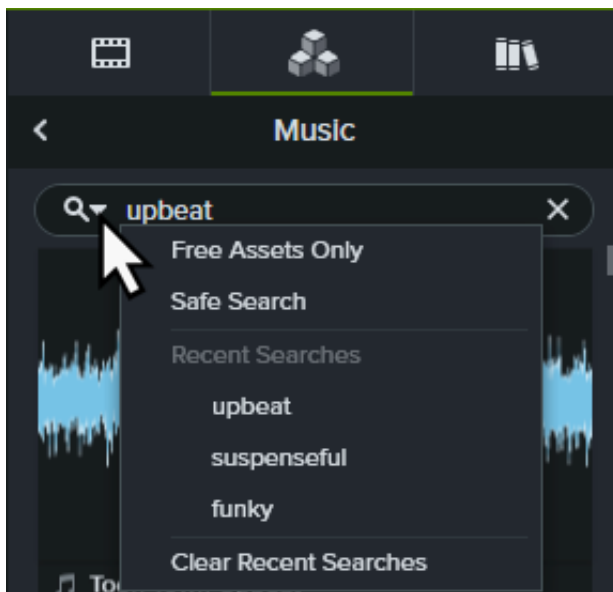 Music
upbeat
Free Assets Only
Safe Search
Recent Searches
upbeat
suspenseful
funky
Clear Recent Searches